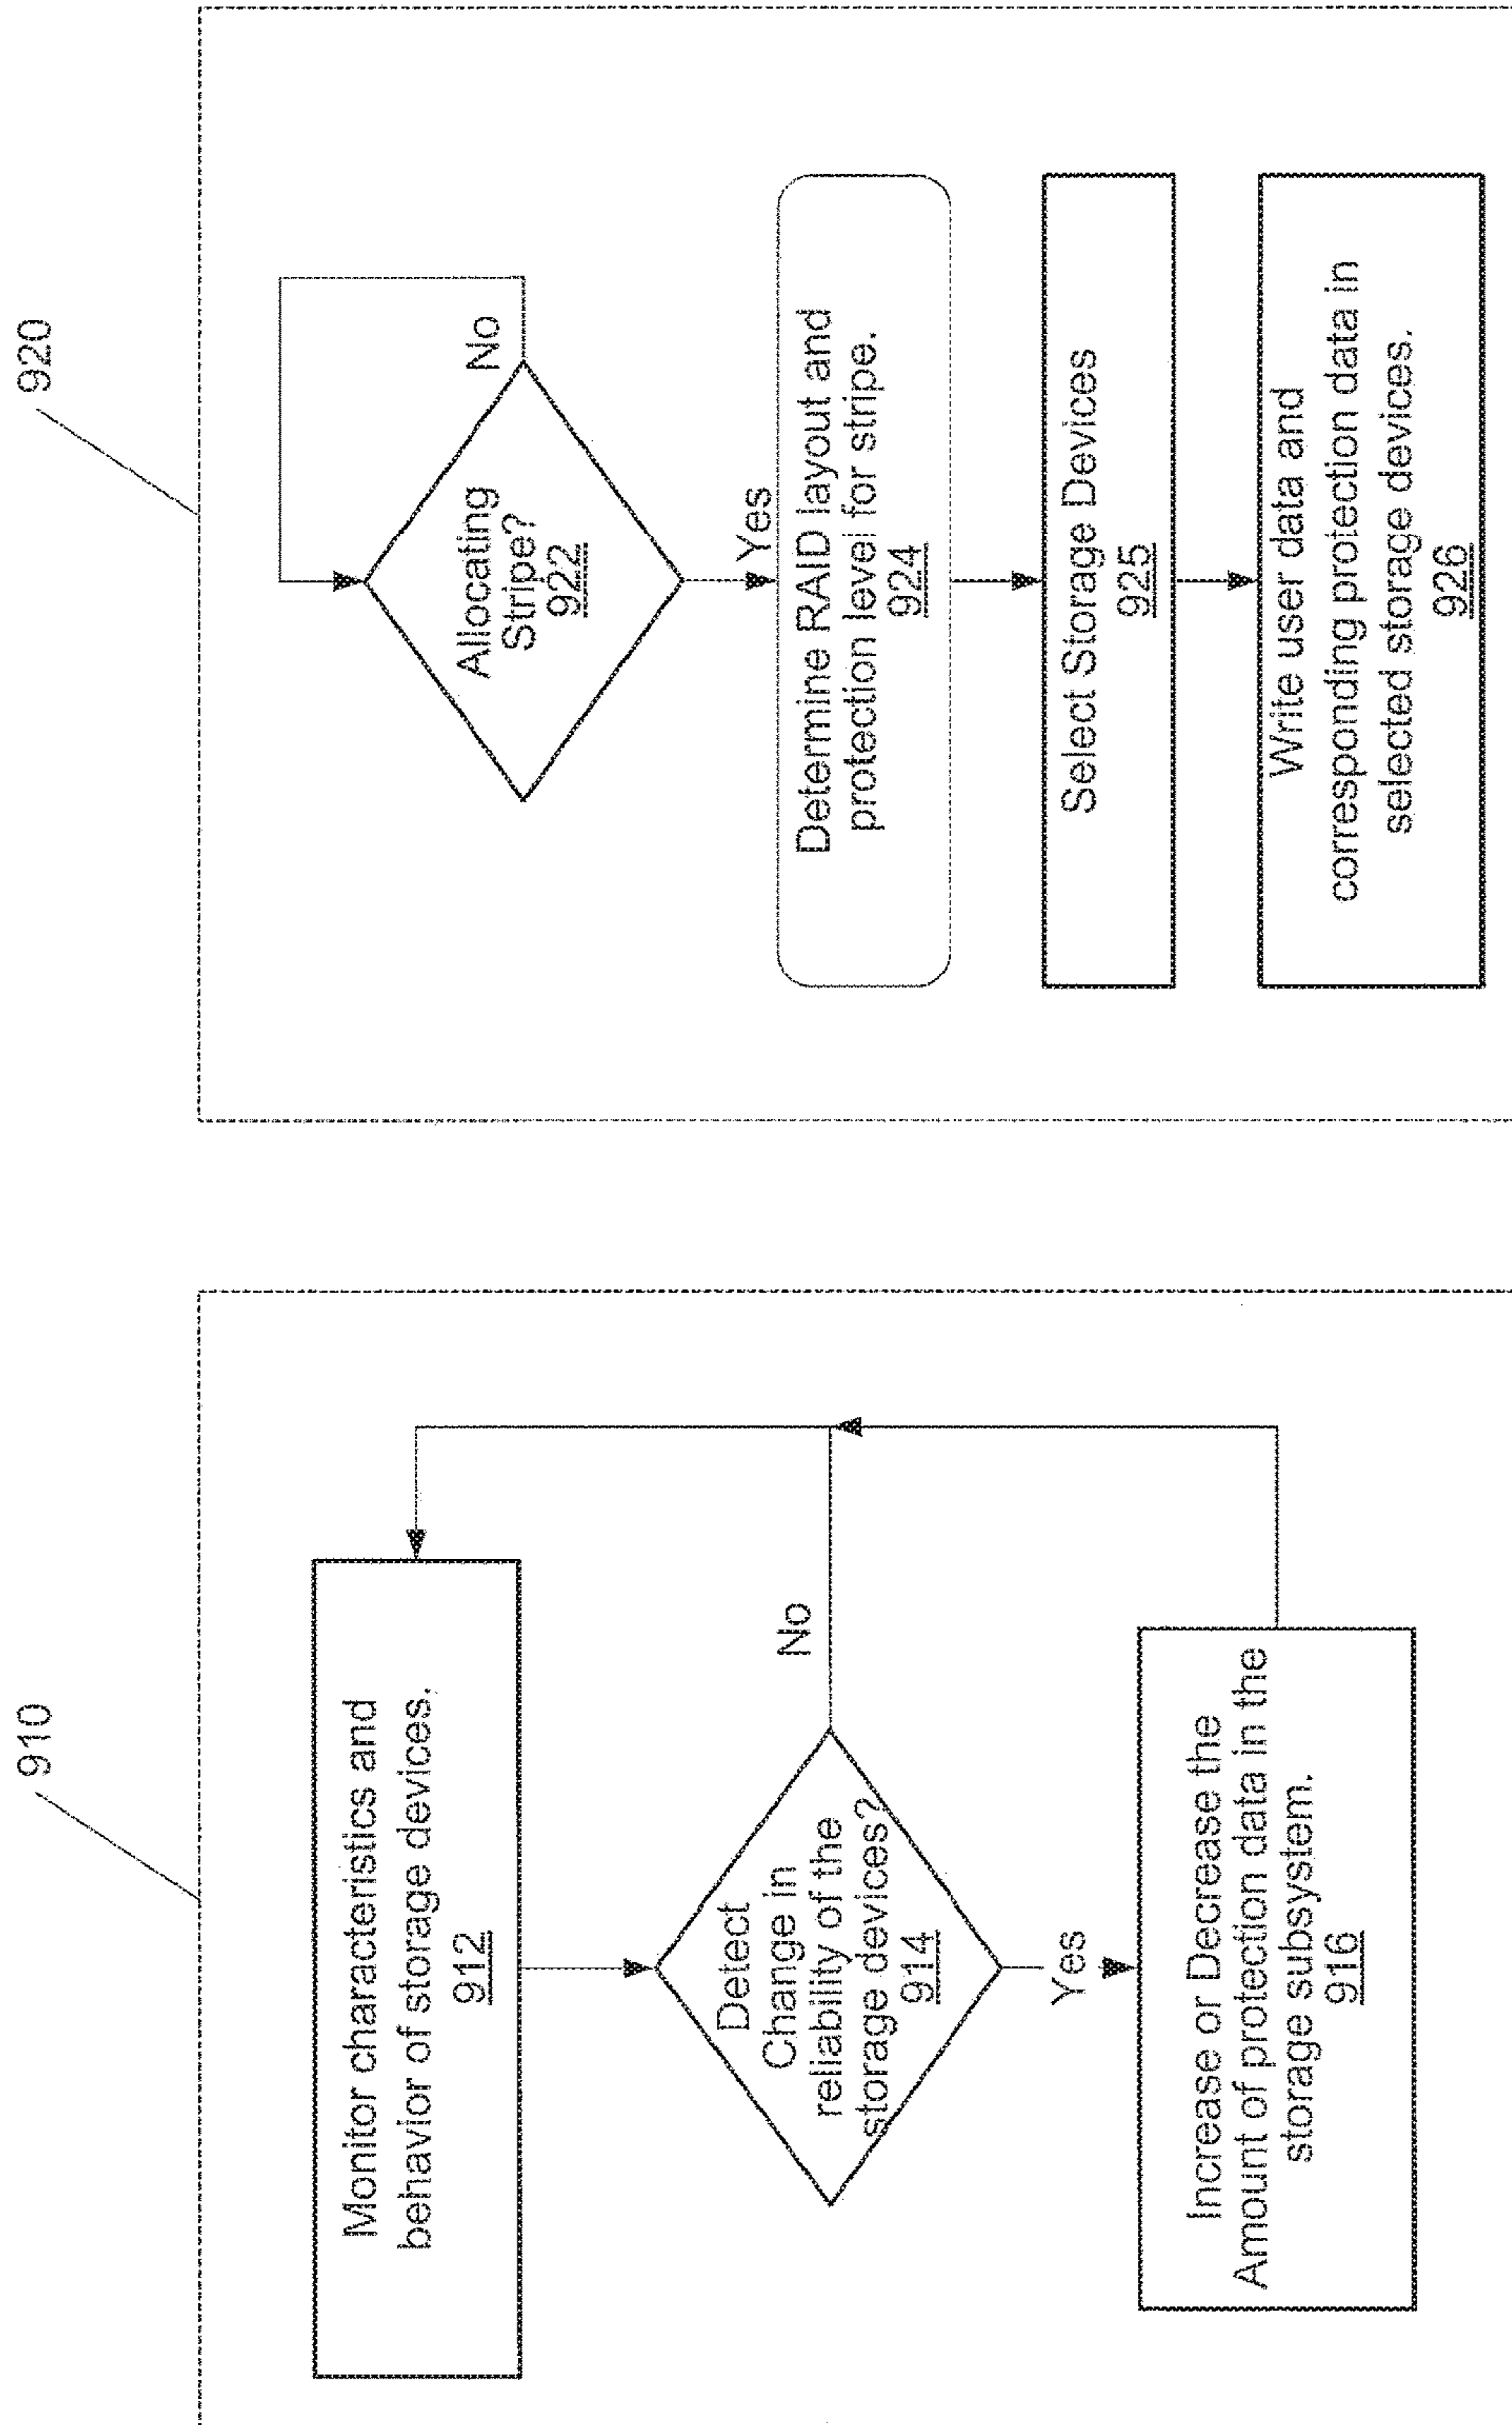 910
Monitor characteristics and
behavior of storage devices.
912
Detect
Change in
reliability of the
storage devices?
914
No
Yes
Increase or Decrease the
Amount of protection data in the
storage subsystem.
916
920
Allocating
Stripe?
922
No
Yes
Determine RAID layout and
protection level for stripe.
924
Select Storage Devices
925
Write user data and
corresponding protection data in
selected storage devices.
926